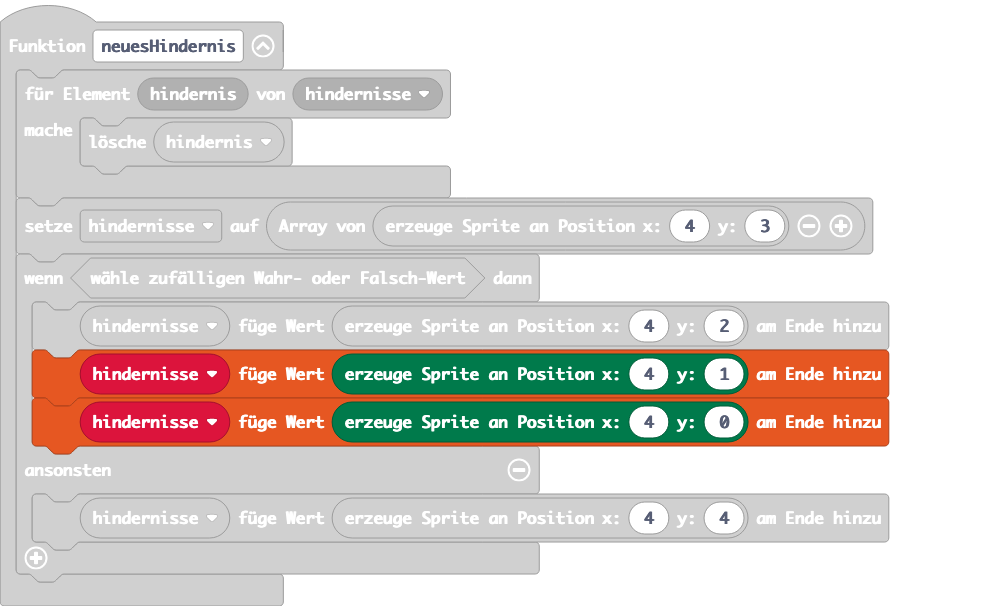 Funktion neuesHindernis
für Element hindernis von hindernisse
mache
lösche hindernis
setze hindernisse auf Array von erzeuge Sprite an Position x: 4 y: 3
wenn wähle zufälligen Wahr- oder Falsch-Wert dann
hindernisse füge Wert erzeuge Sprite an Position x: 4 y: 2 am Ende hinzu
hindernisse füge Wert erzeuge Sprite an Position x: 4 y: 1 am Ende hinzu
hindernisse füge Wert erzeuge Sprite an Position x: 4 y: 0 am Ende hinzu
ansonsten
hindernisse füge Wert erzeuge Sprite an Position x: 4 y: 4 am Ende hinzu